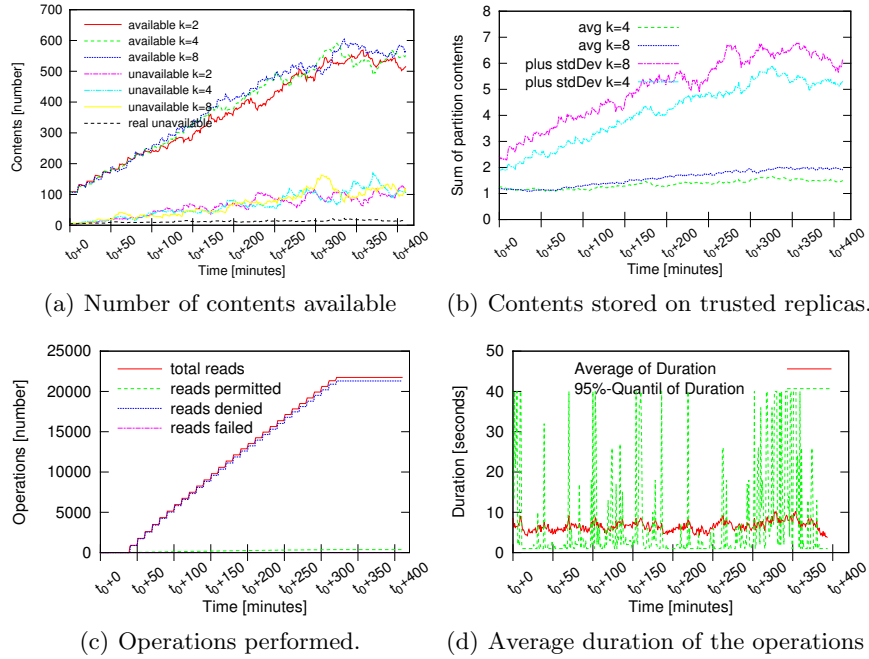 700
600
500
400
300
200
100
0
Contents [number]
available k=2
available k=4
available k=8
unavailable k=2
unavailable k=4
unavailable k=8
real unavailable
t0+0
t0+50
t0+100
t0+150
t0+200
t0+250
t0+300
t0+350
t0+400
Time [minutes]
(a) Number of contents available
8
7
6
5
4
3
2
1
0
Sum of partition contents
avg k=4
avg k=8
plus stdDev k=8
plus stdDev k=4
t0+0
t0+50
t0+100
t0+150
t0+200
t0+250
t0+300
t0+350
t0+400
Time [minutes]
(b) Contents stored on trusted replicas.
25000
20000
15000
10000
5000
0
Operations [number]
total reads
reads permitted
reads denied
reads failed
t0+0
t0+50
t0+100
t0+150
t0+200
t0+250
t0+300
t0+350
t0+400
Time [minutes]
(c) Operations performed.
50
40
30
20
10
0
Duration [seconds]
Average of Duration
95%-Quantil of Duration
t0+0
t0+50
t0+100
t0+150
t0+200
t0+250
t0+300
t0+350
t0+400
Time [minutes]
(d) Average duration of the operations